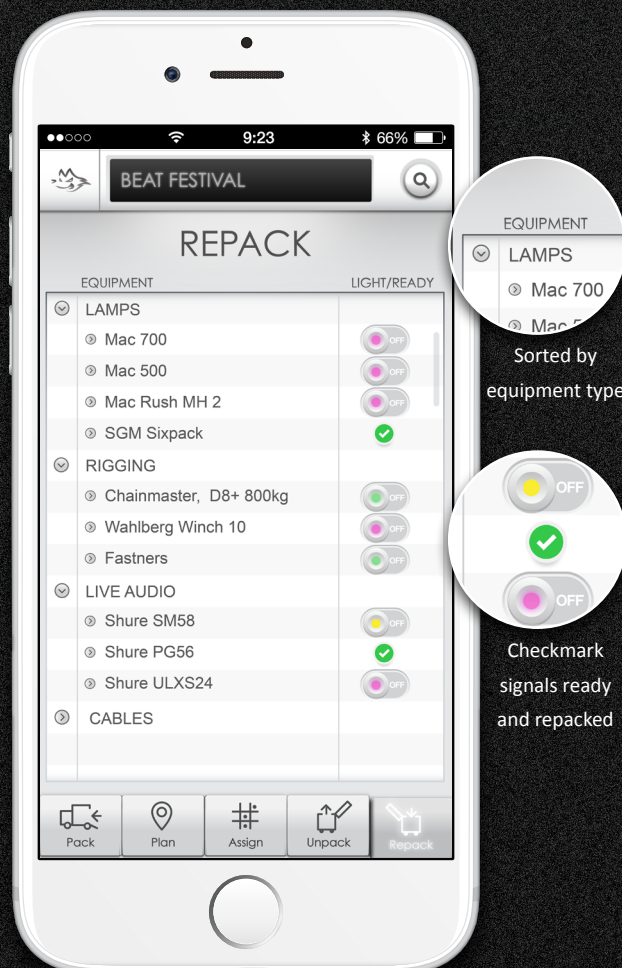 9:23 66%
BEAT FESTIVAL
REPACK
EQUIPMENT LIGHT/READY
LAMPS
Mac 700 OFF
Mac 500 OFF
Mac Rush MH 2 OFF
SGM Sixpack
RIGGING
Chainmaster, D8+ 800kg OFF
Wahlberg Winch 10 OFF
Fastners OFF
LIVE AUDIO
Shure SM58 OFF
Shure PG56
Shure ULXS24 OFF
CABLES
Pack Plan Assign Unpack Repack
EQUIPMENT
LAMPS
Mac 700
Mac 5
Sorted by
equipment type
OFF
OFF
Checkmark
signals ready
and repacked